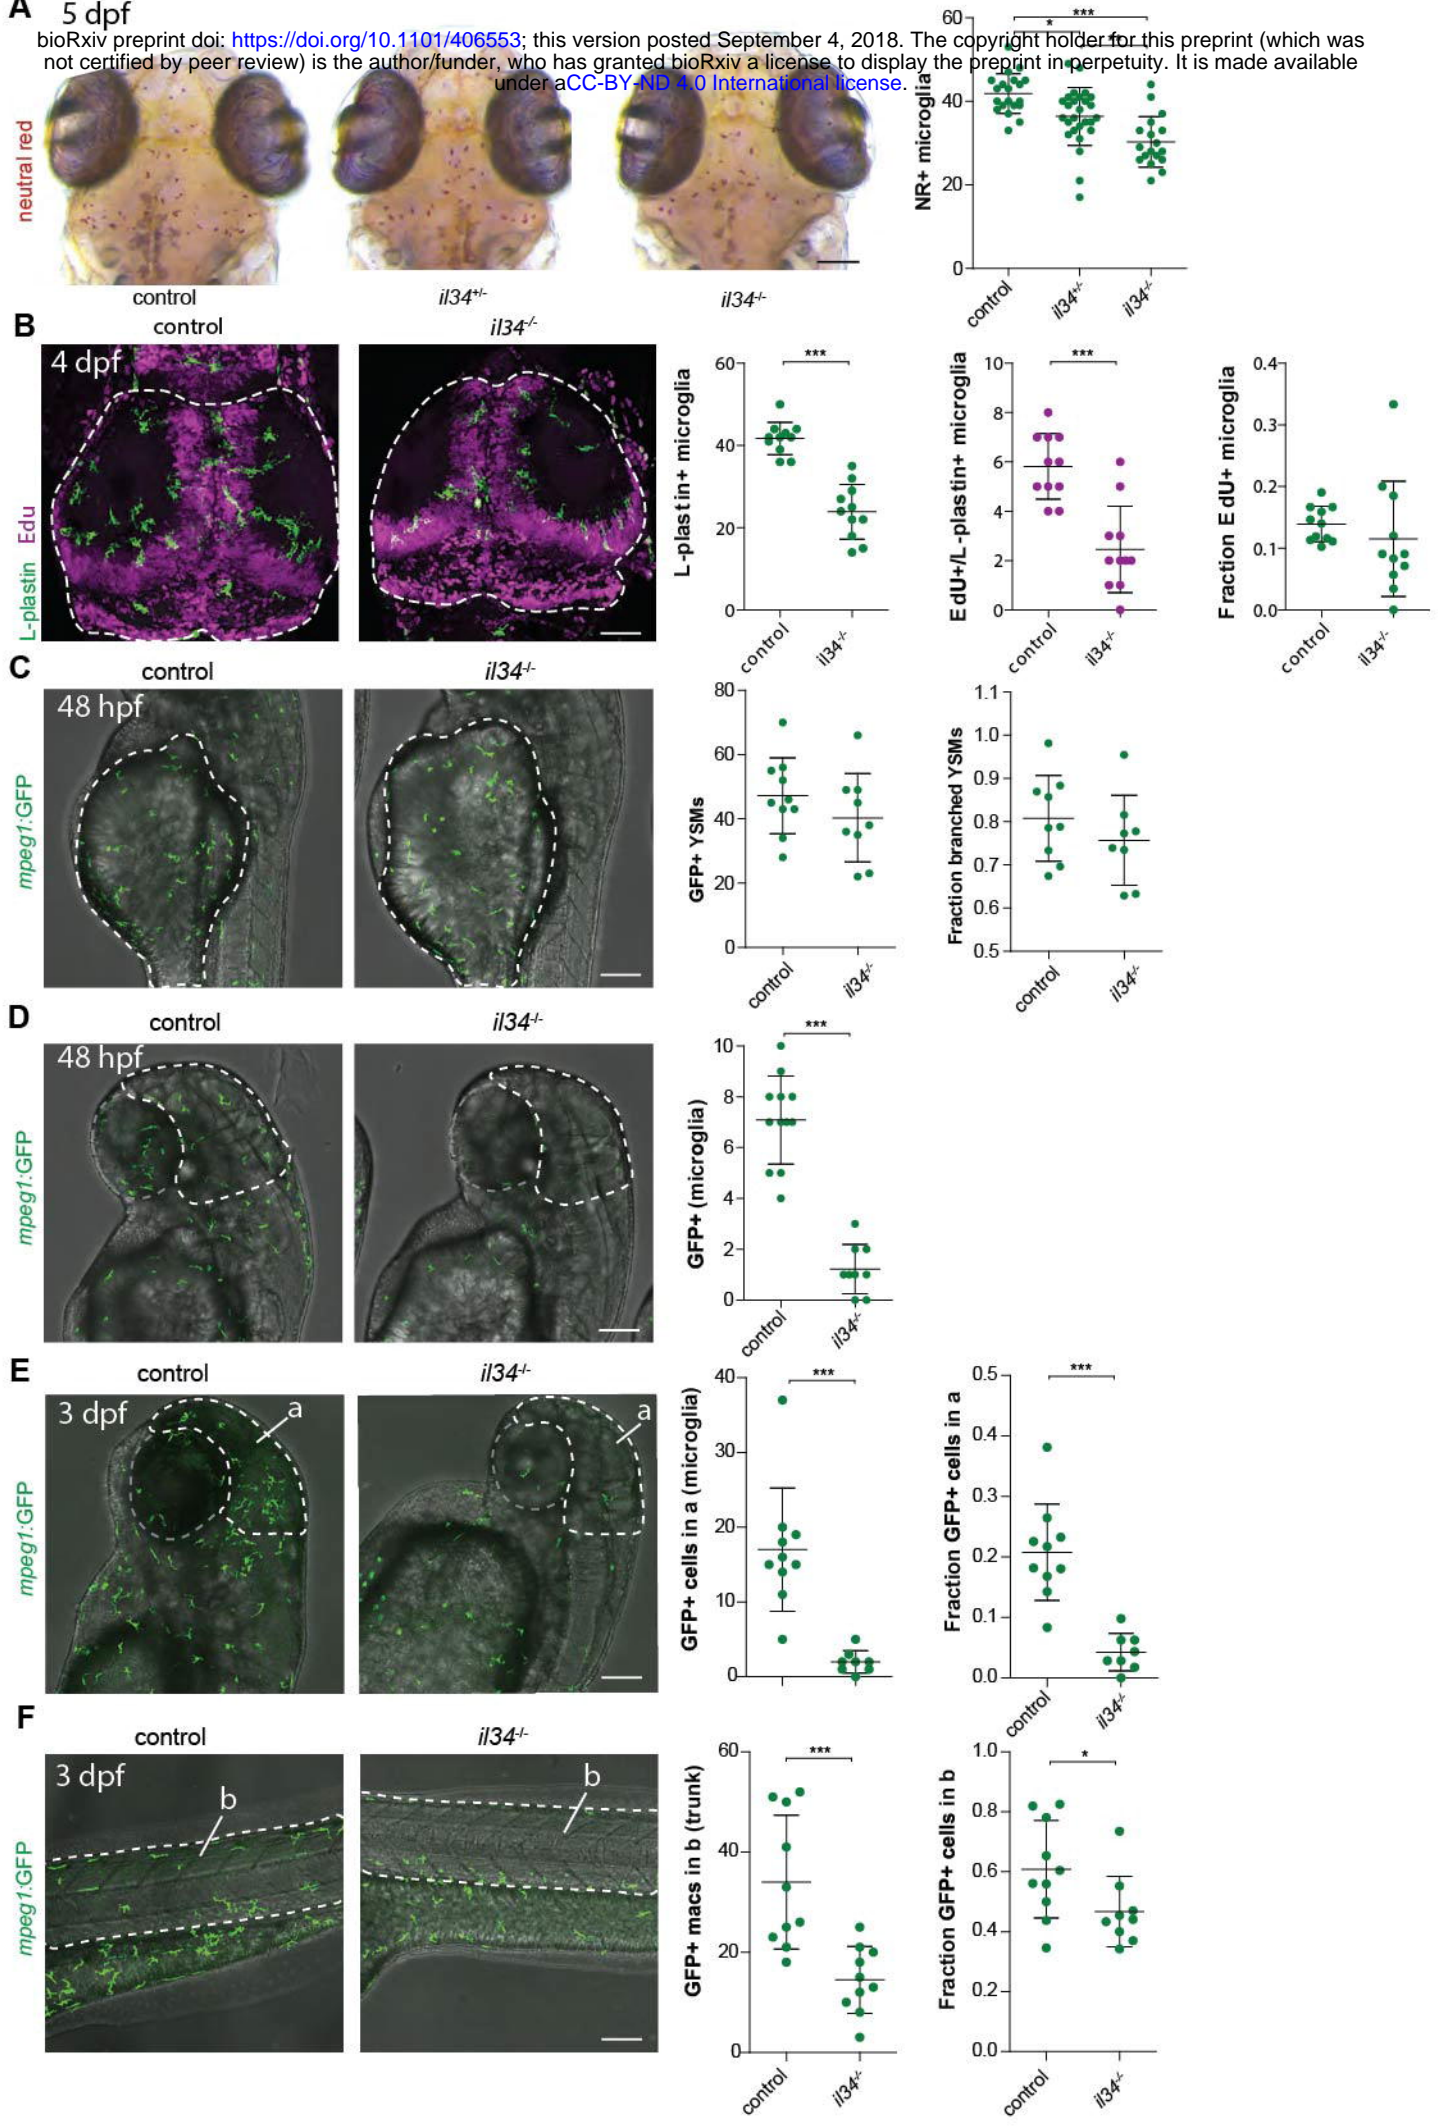 A
5 dpf
bioRxiv preprint doi: https://doi.org/10.1101/406553; this version posted September 4, 2018. The copyright holder for this preprint (which was
not certified by peer review) is the author/funder, who has granted bioRxiv a license to display the preprint in perpetuity. It is made available
under aCC-BY-ND 4.0 International license.
neutral red
control
il34+/-
il34-/-
NR+ microglia
60
40
20
0
*
***
control
il34+/-
il34-/-
B
control
il34-/-
4 dpf
L-plastin Edu
L-plastin+ microglia
60
40
20
0
***
control
il34-/-
EdU+/L-plastin+ microglia
10
8
6
4
2
0
***
control
il34-/-
Fraction EdU+ microglia
0.4
0.3
0.2
0.1
0.0
control
il34-/-
C
control
il34-/-
48 hpf
mpeg1:GFP
GFP+ YSMs
80
60
40
20
0
control
il34-/-
Fraction branched YSMs
1.1
1.0
0.9
0.8
0.7
0.6
0.5
control
il34-/-
D
control
il34-/-
48 hpf
mpeg1:GFP
GFP+ (microglia)
10
8
6
4
2
0
***
control
il34-/-
E
control
il34-/-
3 dpf
a
a
mpeg1:GFP
GFP+ cells in a (microglia)
40
30
20
10
0
***
Fraction GFP+ cells in a
0.5
0.4
0.3
0.2
0.1
0.0
***
control
il34-/-
F
control
il34-/-
3 dpf
b
b
mpeg1:GFP
GFP+ macs in b (trunk)
60
40
20
0
***
control
il34-/-
Fraction GFP+ cells in b
1.0
0.8
0.6
0.4
0.2
0.0
*
control
il34-/-